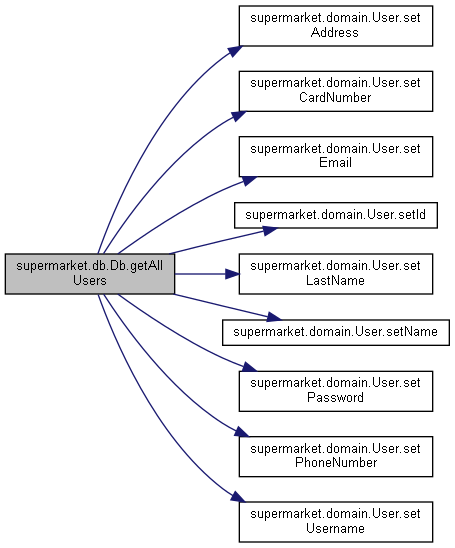 supermarket.domain.User.set
Address
supermarket.domain.User.set
CardNumber
supermarket.domain.User.set
Email
supermarket.domain.User.setId
supermarket.db.Db.getAll
Users
supermarket.domain.User.set
LastName
supermarket.domain.User.setName
supermarket.domain.User.set
Password
supermarket.domain.User.set
PhoneNumber
supermarket.domain.User.set
Username